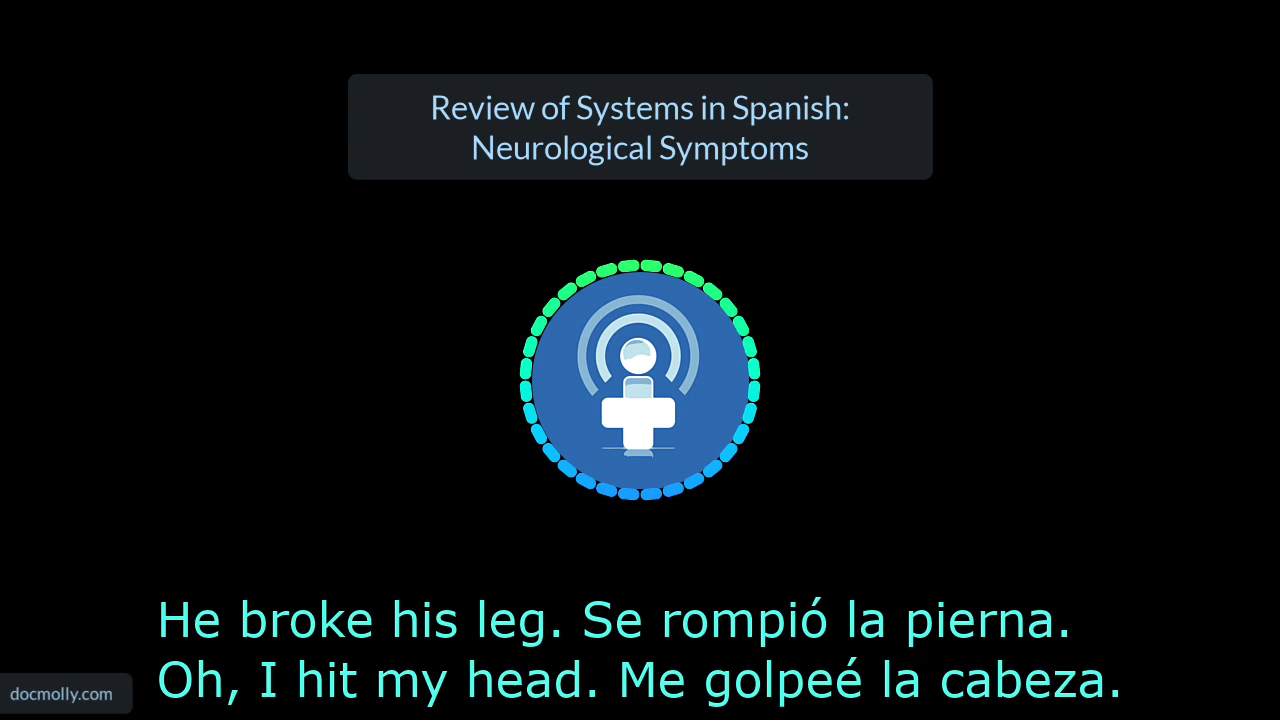 Review of Systems in Spanish:
Neurological Symptoms
He broke his leg. Se rompió la pierna.
Oh, I hit my head. Me golpeé la cabeza.
docmolly.com